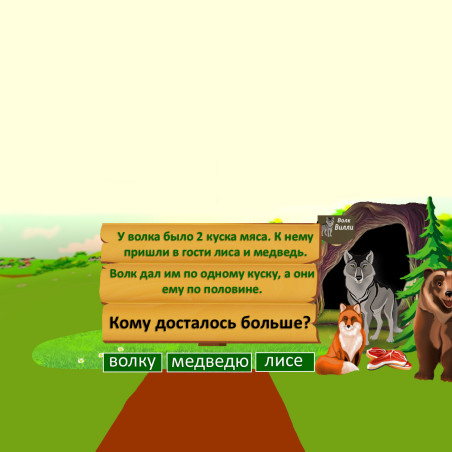 Волк
Вилли
У волка было 2 куска мяса. К нему
пришли в гости лиса и медведь.
Волк дал им по одному куску, а они
ему по половине.
Кому досталось больше?
волку
медведю
лисе